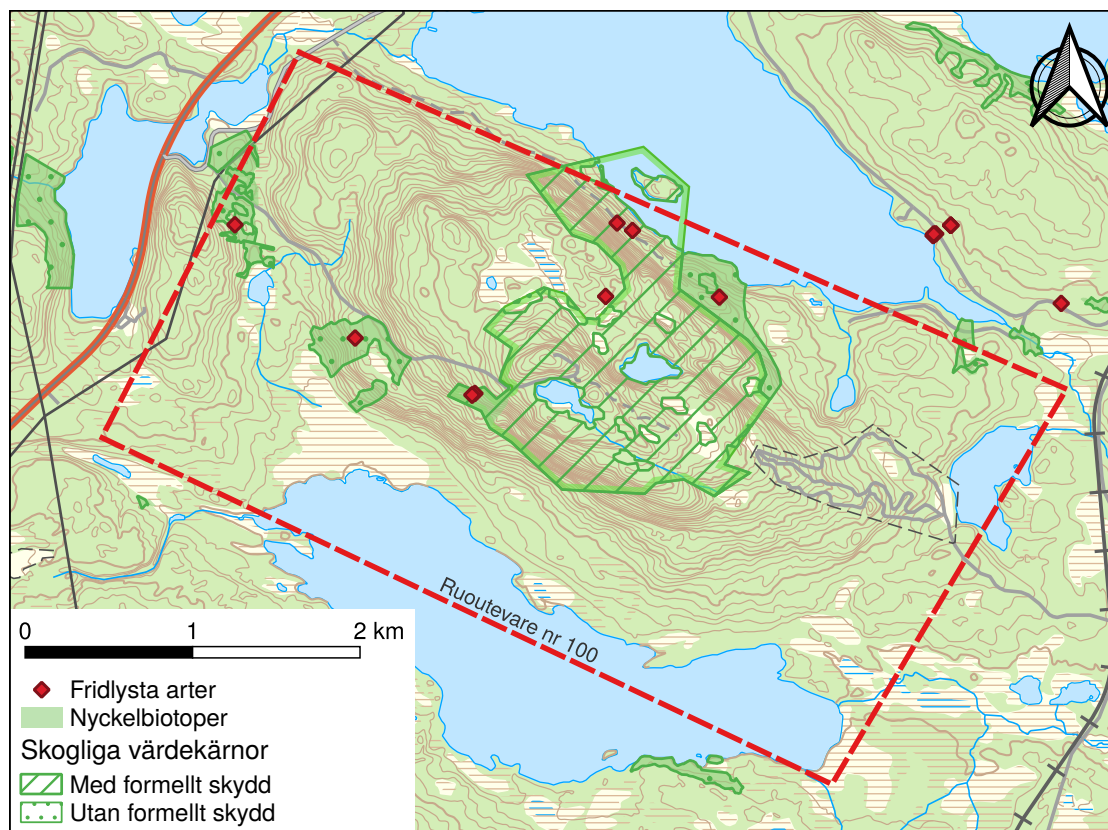 Ruoutevare nr 100
0 1 2 km
Fridlysta arter
Nyckelbiotoper
Skogliga värdekärnor
Med formellt skydd
Utan formellt skydd